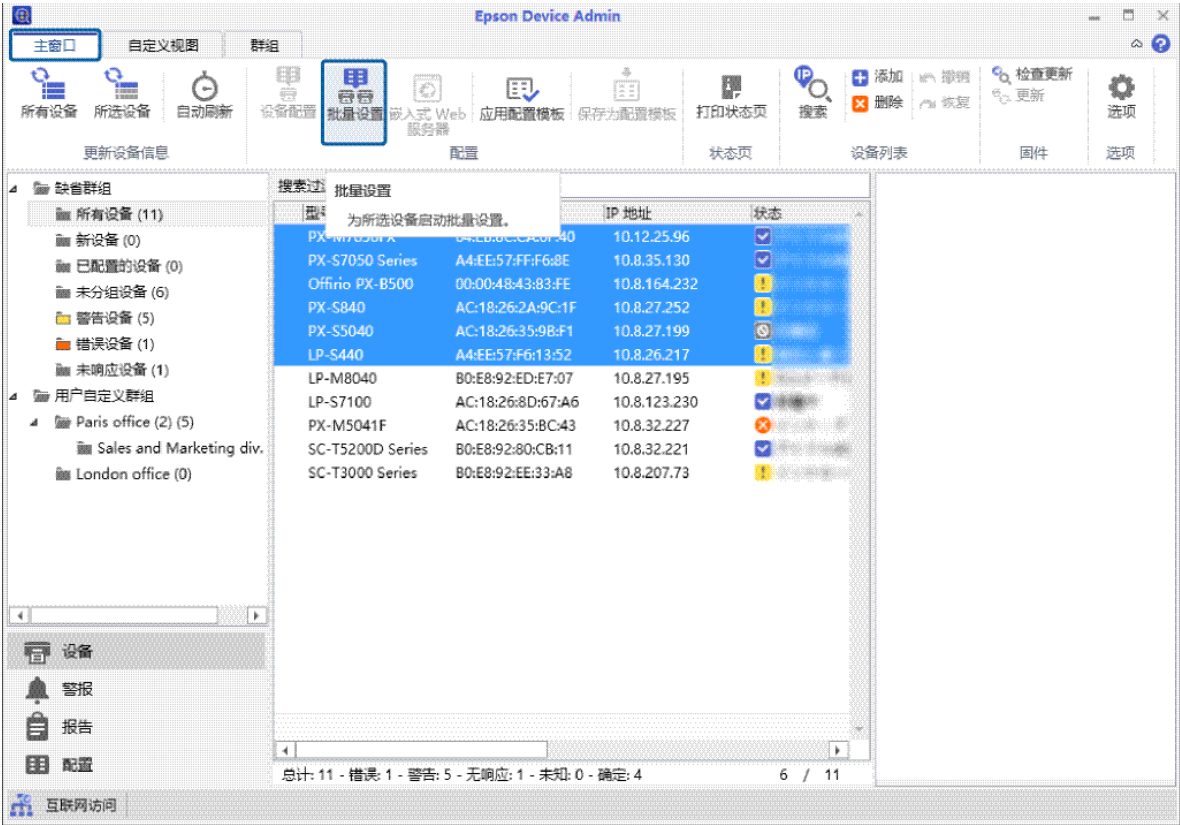 Epson Device Admin
主窗口 自定义视图 群组
所有设备 所选设备 自动刷新 设备配置 批量设置 嵌入式 Web 服务器 应用配置模板 保存为配置模板 打印状态页 搜索 添加 删除 撤销 恢复 检查更新 更新 选项
更新设备信息 配置 状态页 设备列表 固件 选项
缺省群组
所有设备 (11)
新设备 (0)
已配置的设备 (0)
未分组设备 (6)
警告设备 (5)
错误设备 (1)
未响应设备 (1)
用户自定义群组
Paris office (2) (5)
Sales and Marketing div.
London office (0)
设备
警报
报告
配置
搜索过
批量设置
为所选设备启动批量设置。
型号 IP 地址 状态
PX-M7050FX 10.12.25.96
PX-S7050 Series A4:EE:57:FF:F6:8E 10.8.35.130
Offirio PX-B500 00:00:48:43:83:FE 10.8.164.232
PX-S840 AC:18:26:2A:9C:1F 10.8.27.252
PX-S5040 AC:18:26:35:9B:F1 10.8.27.199
LP-S440 A4:EE:57:F6:13:52 10.8.26.217
LP-M8040 B0:E8:92:ED:E7:07 10.8.27.195
LP-S7100 AC:18:26:8D:67:A6 10.8.123.230
PX-M5041F AC:18:26:35:BC:43 10.8.32.227
SC-T5200D Series B0:E8:92:80:CB:11 10.8.32.221
SC-T3000 Series B0:E8:92:EE:33:A8 10.8.207.73
总计: 11 - 错误: 1 - 警告: 5 - 无响应: 1 - 未知: 0 - 确定: 4 6 / 11
互联网访问